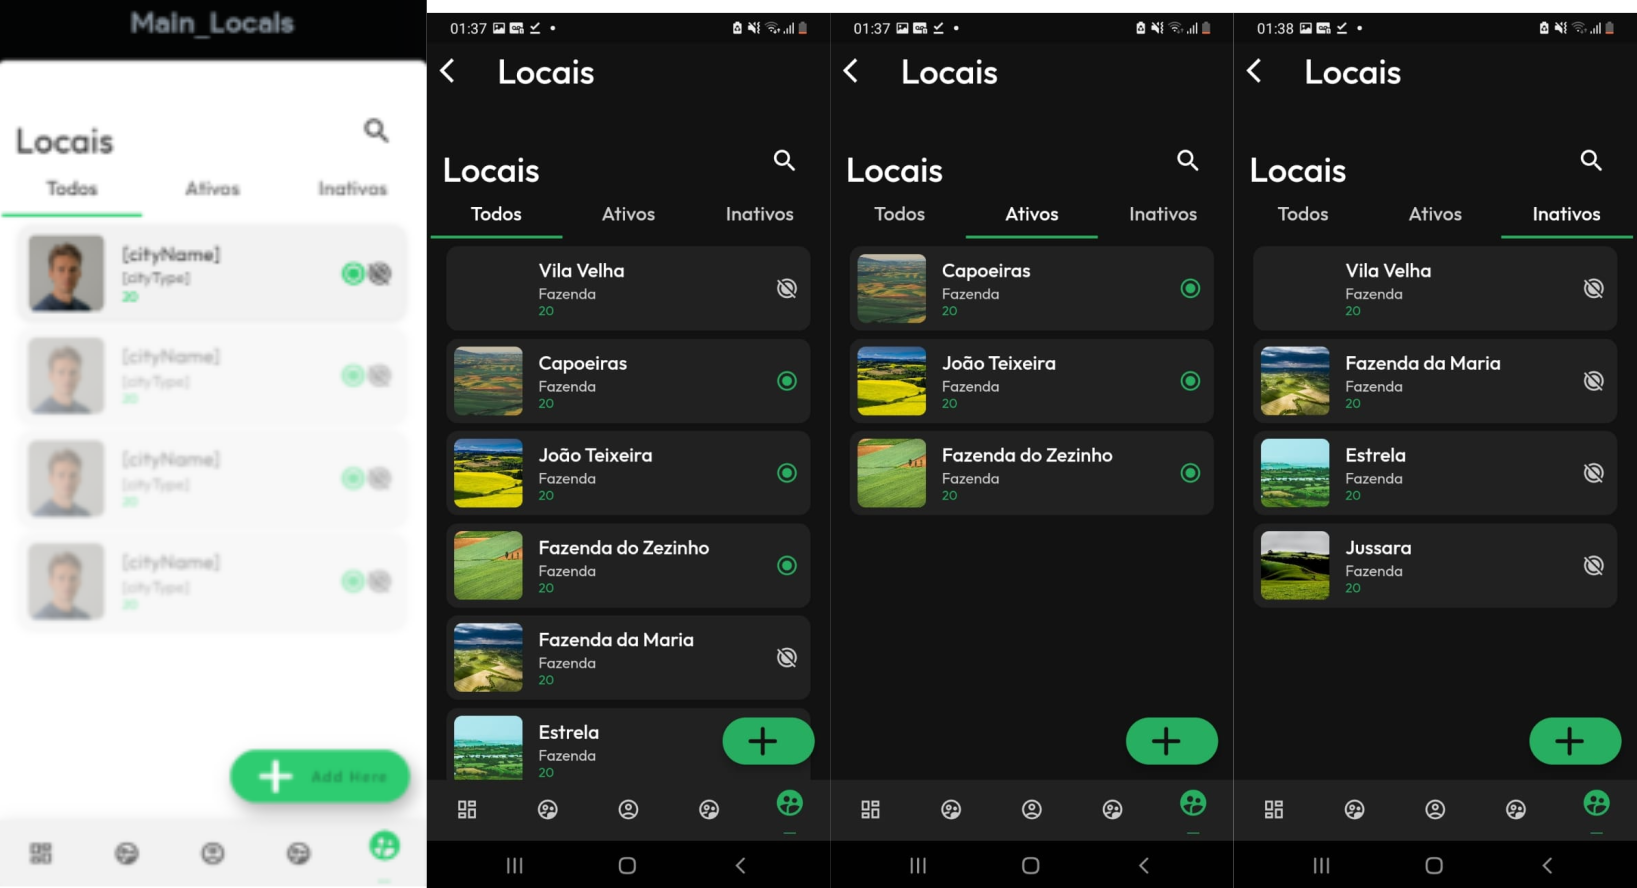 Main_Locals
Locais
Todos Ativos Inativos
[cityName]
[cityType]
20
[cityName]
[cityType]
20
[cityName]
[cityType]
20
[cityName]
[cityType]
20
Add Here
01:37
Locais
Locais
Todos Ativos Inativos
Vila Velha
Fazenda
20
Capoeiras
Fazenda
20
João Teixeira
Fazenda
20
Fazenda do Zezinho
Fazenda
20
Fazenda da Maria
Fazenda
20
Estrela
Fazenda
20
01:37
Locais
Locais
Todos Ativos Inativos
Capoeiras
Fazenda
20
João Teixeira
Fazenda
20
Fazenda do Zezinho
Fazenda
20
01:38
Locais
Locais
Todos Ativos Inativos
Vila Velha
Fazenda
20
Fazenda da Maria
Fazenda
20
Estrela
Fazenda
20
Jussara
Fazenda
20